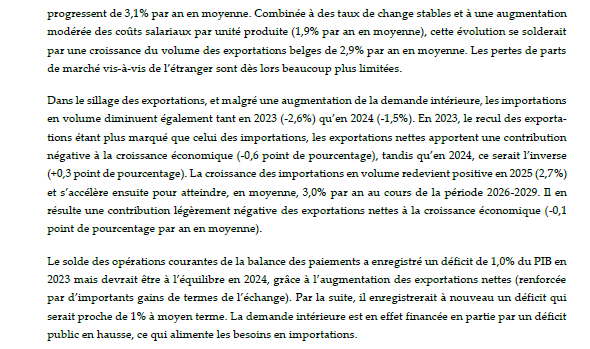 progressent de 3,1% par an en moyenne. Combinée à des taux de change stables et à une augmentation
modérée des coûts salariaux par unité produite (1,9% par an en moyenne), cette évolution se solderait
par une croissance du volume des exportations belges de 2,9% par an en moyenne. Les pertes de parts
de marché vis-à-vis de l'étranger sont dès lors beaucoup plus limitées.
Dans le sillage des exportations, et malgré une augmentation de la demande intérieure, les importations
en volume diminuent également tant en 2023 (-2,6%) qu'en 2024 (-1,5%). En 2023, le recul des exporta-
tions étant plus marqué que celui des importations, les exportations nettes apportent une contribution
négative à la croissance économique (-0,6 point de pourcentage), tandis qu'en 2024, ce serait l'inverse
(+0,3 point de pourcentage). La croissance des importations en volume redevient positive en 2025 (2,7%)
et s'accélère ensuite pour atteindre, en moyenne, 3,0% par an au cours de la période 2026-2029. Il en
résulte une contribution légèrement négative des exportations nettes à la croissance économique (-0,1
point de pourcentage par an en moyenne).
Le solde des opérations courantes de la balance des paiements a enregistré un déficit de 1,0% du PIB en
2023 mais devrait être à l'équilibre en 2024, grâce à l'augmentation des exportations nettes (renforcée
par d'importants gains de termes de l'échange). Par la suite, il enregistrerait à nouveau un déficit qui
serait proche de 1% à moyen terme. La demande intérieure est en effet financée en partie par un déficit
public en hausse, ce qui alimente les besoins en importations.